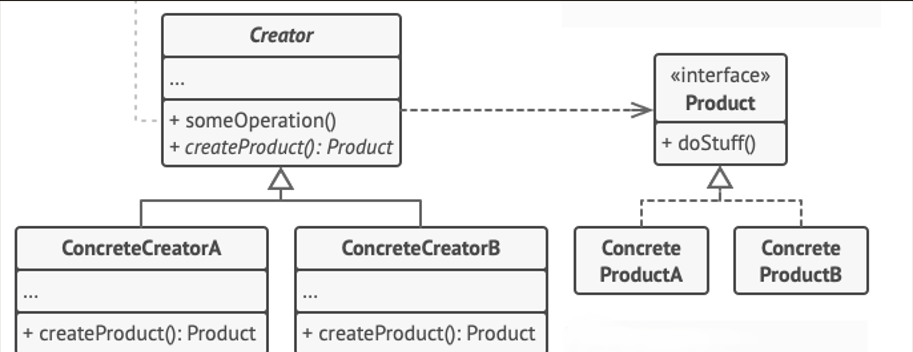 Creator
...
+ someOperation()
+ createProduct(): Product
«interface»
Product
+ doStuff()
ConcreteCreatorA
...
+ createProduct(): Product
ConcreteCreatorB
...
+ createProduct(): Product
Concrete
ProductA
Concrete
ProductB